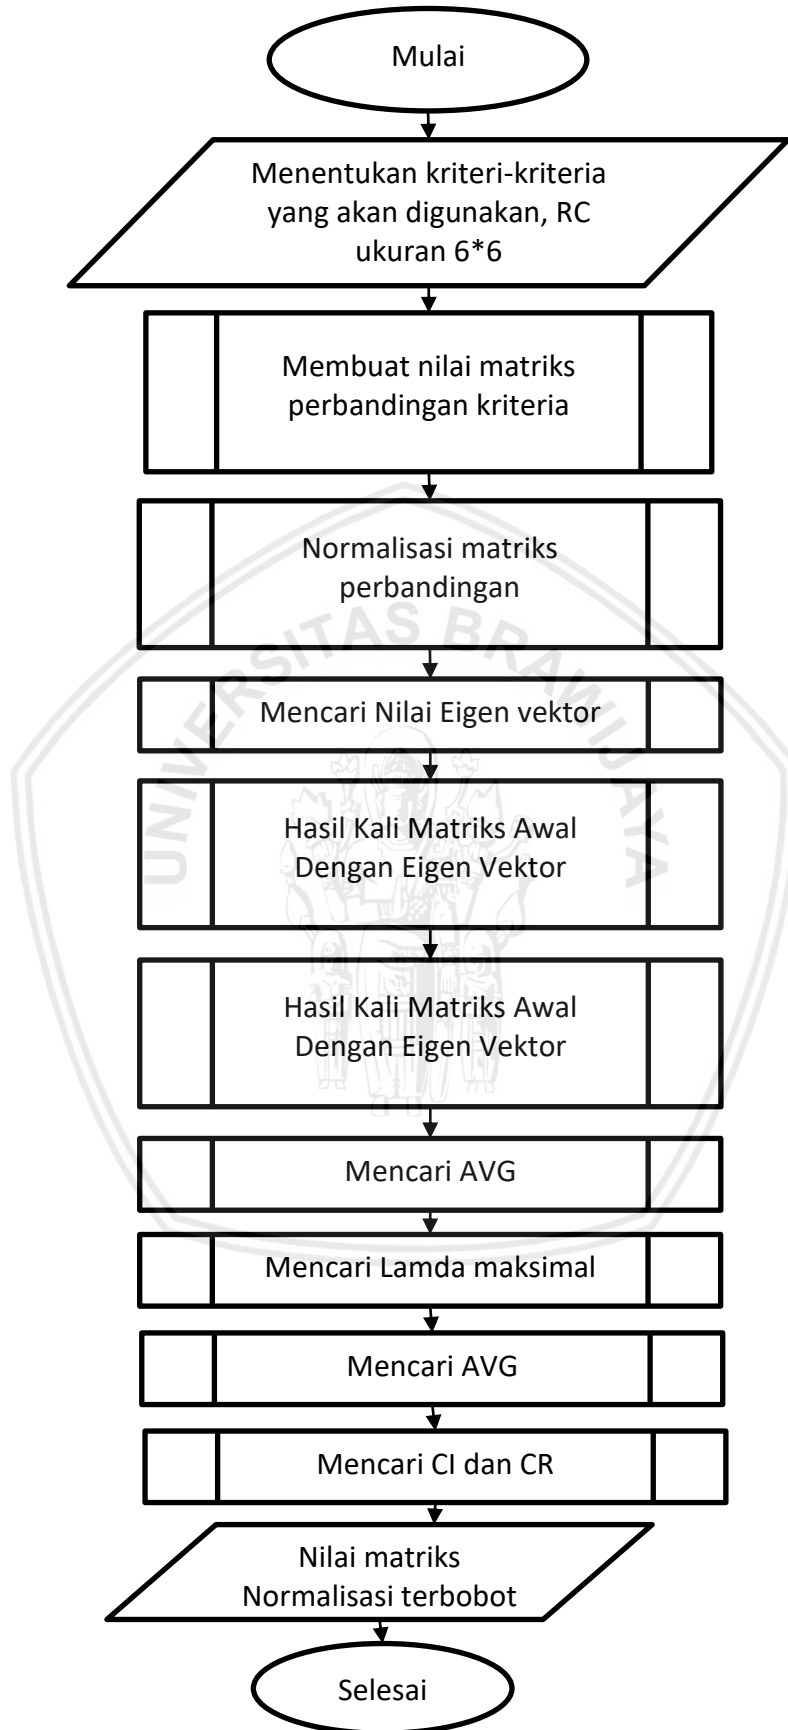 Mulai
Menentukan kriteri-kriteria
yang akan digunakan, RC
ukuran 6*6
Membuat nilai matriks
perbandingan kriteria
Normalisasi matriks
perbandingan
UNIVERSITAS BRAWIJAYA
Mencari Nilai Eigen vektor
Hasil Kali Matriks Awal
Dengan Eigen Vektor
Hasil Kali Matriks Awal
Dengan Eigen Vektor
Mencari AVG
Mencari Lamda maksimal
Mencari AVG
Mencari CI dan CR
Nilai matriks
Normalisasi terbobot
Selesai